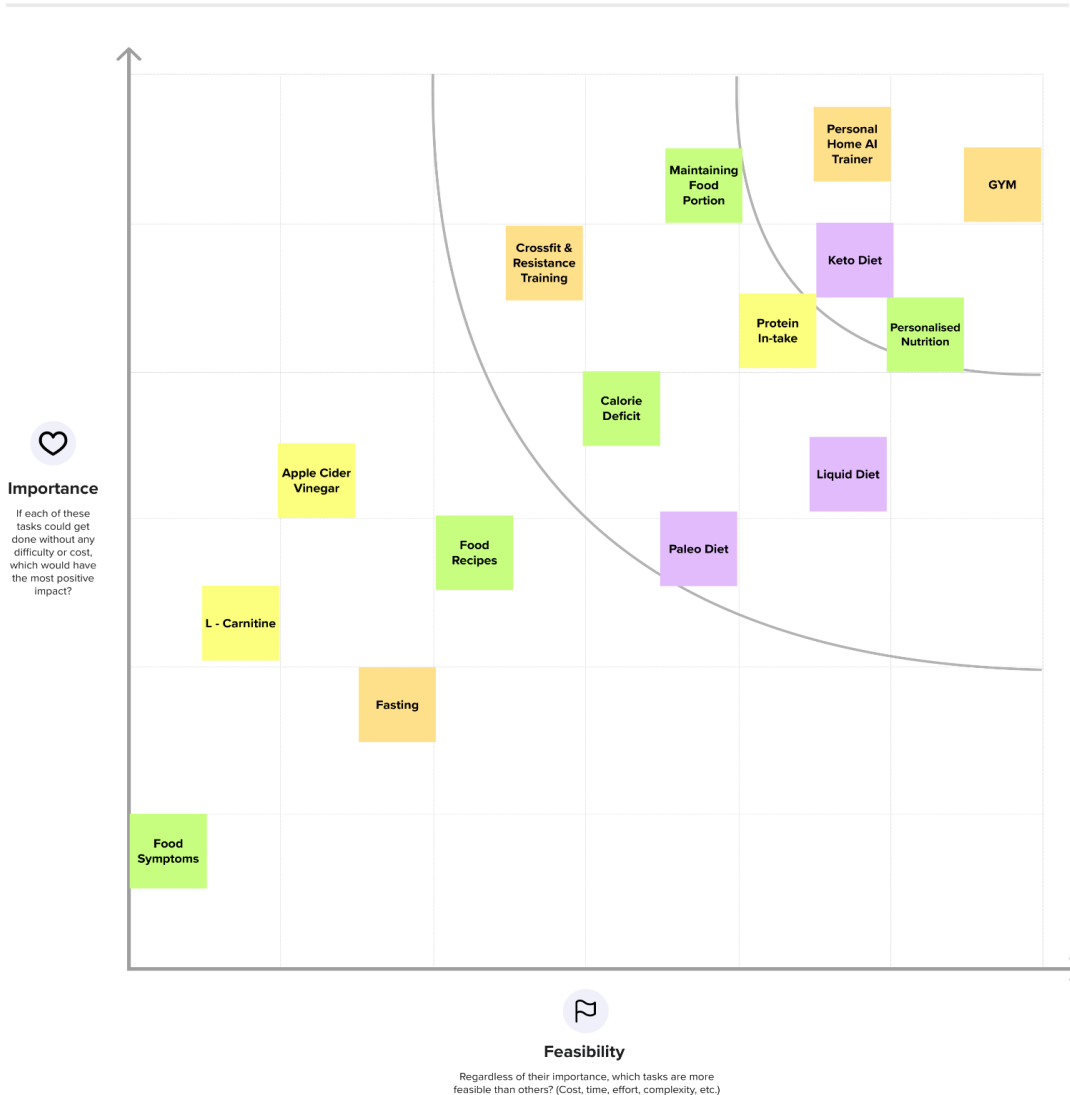 Personal
Home AI
Trainer
Maintaining
Food
Portion
GYM
Crossfit &
Resistance
Training
Keto Diet
Protein
In-take
Personalised
Nutrition
Calorie
Deficit
Apple Cider
Vinegar
Liquid Diet
Importance
If each of these
tasks could get
done without any
difficulty or cost,
which would have
the most positive
impact?
Food
Recipes
Paleo Diet
L - Carnitine
Fasting
Food
Symptoms
Feasibility
Regardless of their importance, which tasks are more
feasible than others? (Cost, time, effort, complexity, etc.)